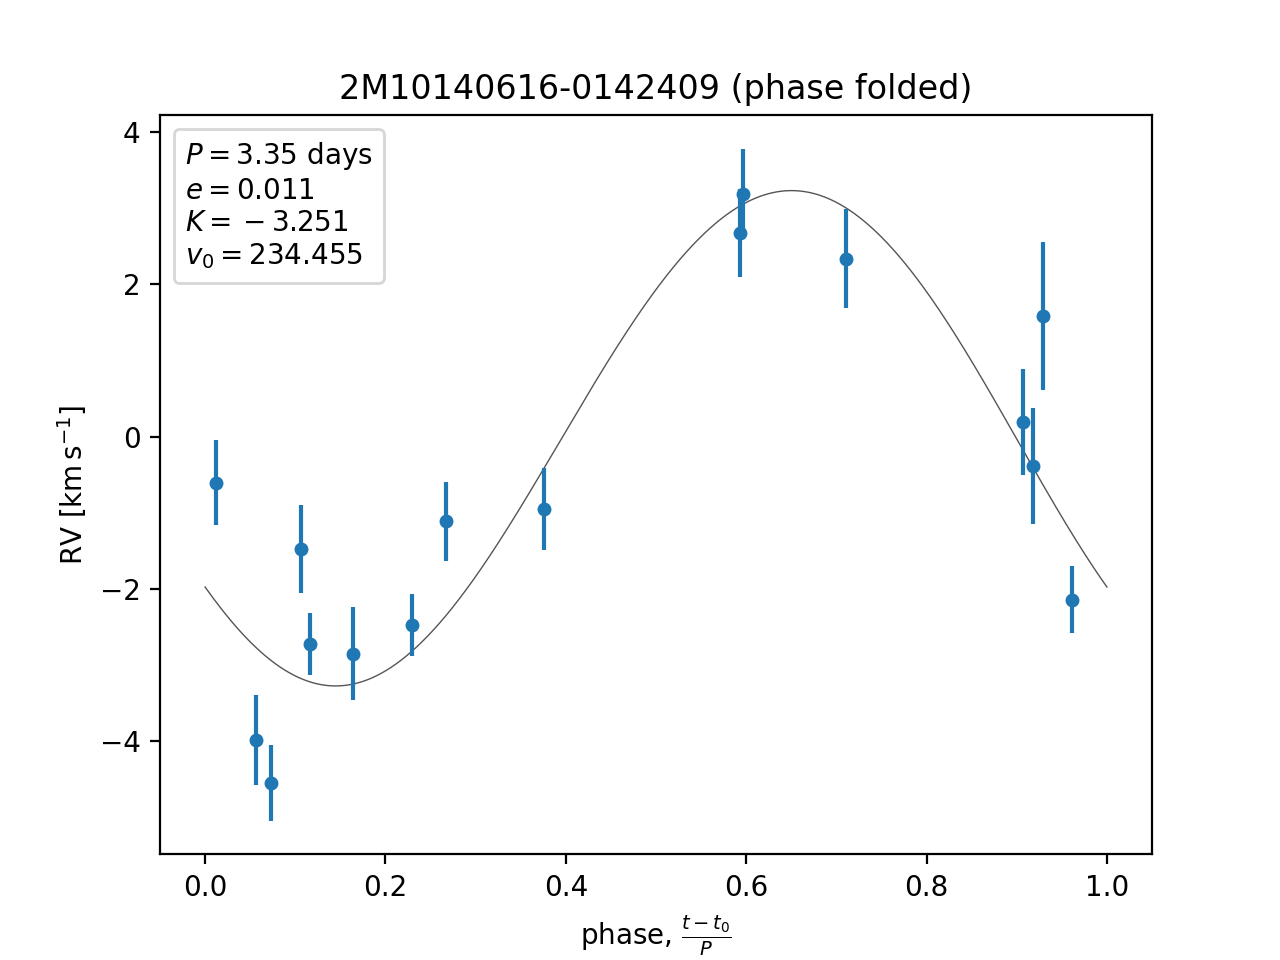 2M10140616-0142409 (phase folded)
P = 3.35 days
e = 0.011
K = −3.251
v₀ = 234.455
4
2
0
−2
−4
RV [km s⁻¹]
0.0 0.2 0.4 0.6 0.8 1.0
phase, (t − t₀)/P